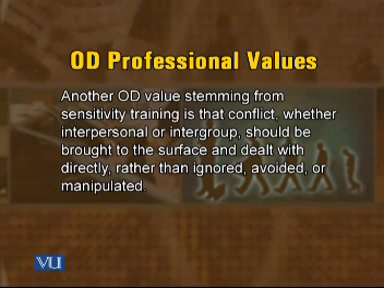 OD Professional Values
Another OD value stemming from
sensitivity training is that conflict, whether
interpersonal or intergroup, should be
brought to the surface and dealt with
directly, rather than ignored, avoided, or
manipulated.
VU